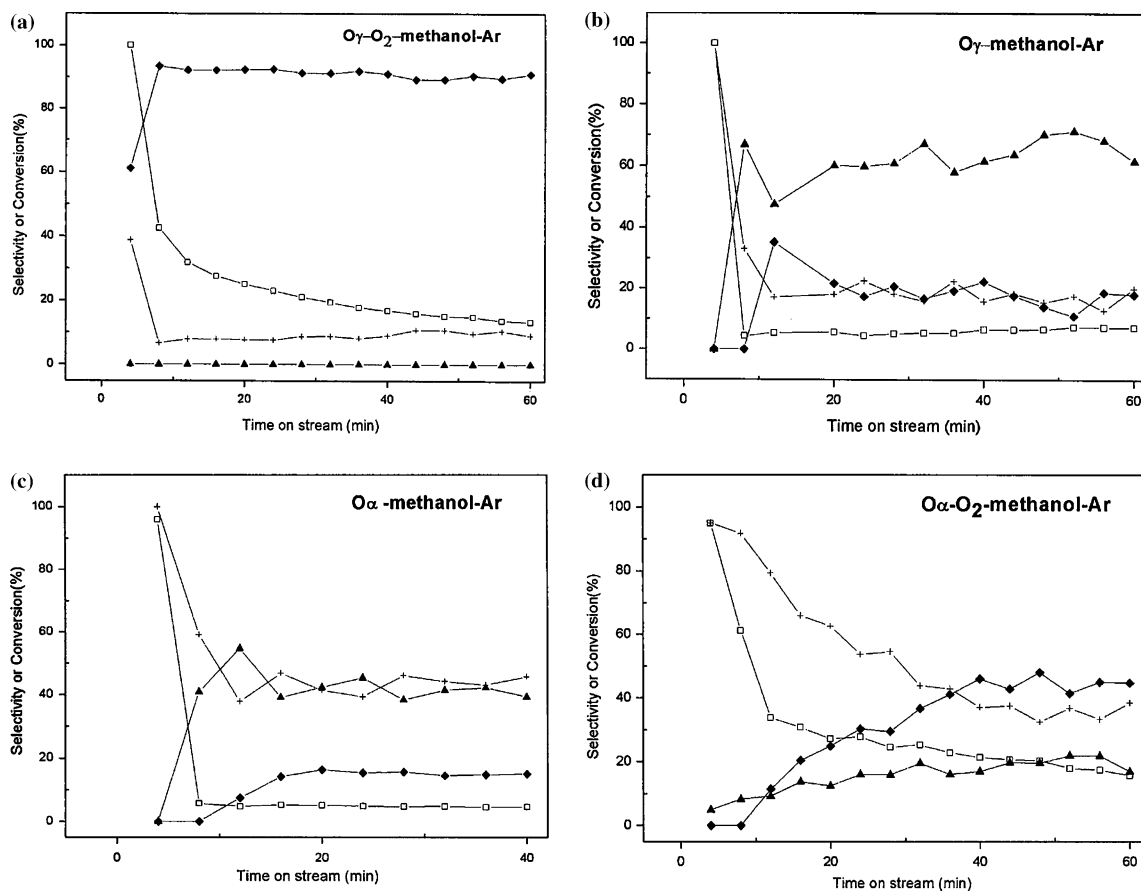 (a)
Oγ–O2–methanol-Ar
Selectivity or Conversion(%)
100
80
60
40
20
0
0
20
40
60
Time on stream (min)
(b)
Oγ–methanol-Ar
Selectivity or Conversion(%)
100
80
60
40
20
0
0
20
40
60
Time on stream (min)
(c)
Oα -methanol-Ar
Selectivity or Conversion(%)
100
80
60
40
20
0
0
20
40
Time on stream (min)
(d)
Oα-O2-methanol-Ar
Selectivity or Conversion(%)
100
80
60
40
20
0
0
20
40
60
Time on stream (min)